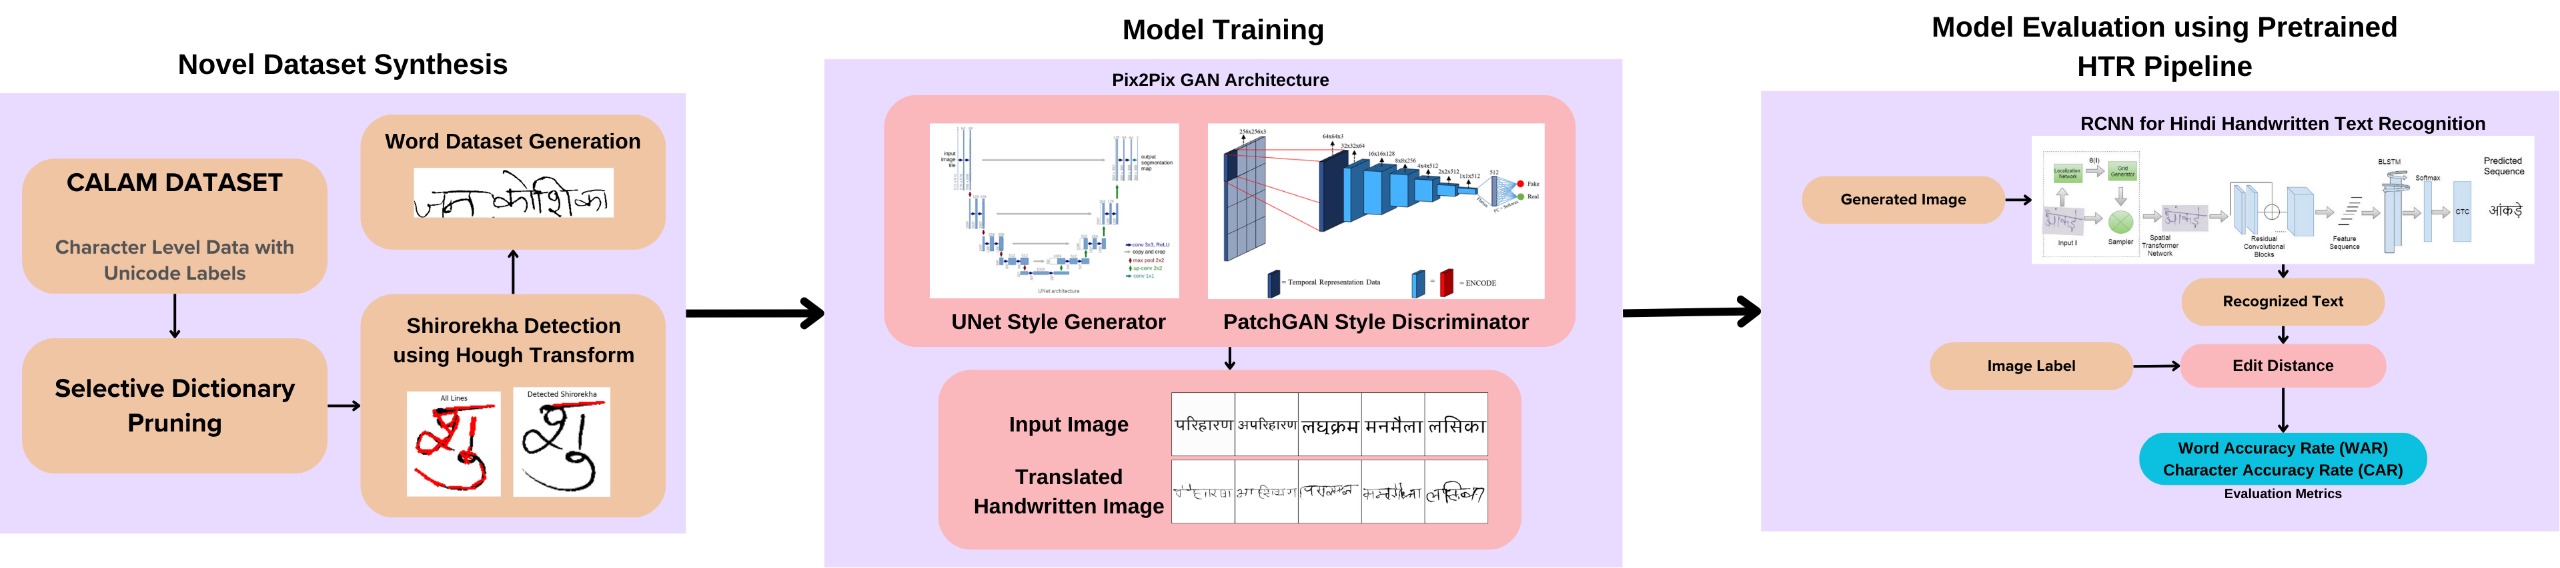 Novel Dataset Synthesis
CALAM DATASET
Character Level Data with
Unicode Labels
Selective Dictionary
Pruning
Shirorekha Detection
using Hough Transform
All Lines
Detected Shirorekha
Word Dataset Generation
जन कोशिका
Model Training
Pix2Pix GAN Architecture
input
image
tile
output
segmentation
map
conv 3x3, ReLU
copy and crop
max pool 2x2
up-conv 2x2
conv 1x1
UNet architecture
UNet Style Generator
256x256x3
64x64x3
32x32x64
16x16x128
8x8x256
4x4x512
2x2x512
1x1x512
512
Fake
Real
= Temporal Representation Data
=
= ENCODE
PatchGAN Style Discriminator
Input Image
परिहारण अपरिहारण लघुक्रम मनमैला लसिका
Translated
Handwritten Image
Model Evaluation using Pretrained
HTR Pipeline
RCNN for Hindi Handwritten Text Recognition
Generated Image
Localization
Network
Grid
Generator
Input I
Sampler
Spatial
Transformer
Network
Residual
Convolutional
Blocks
Feature
Sequence
BLSTM
Softmax
CTC
Predicted
Sequence
आंकड़े
Recognized Text
Image Label
Edit Distance
Word Accuracy Rate (WAR)
Character Accuracy Rate (CAR)
Evaluation Metrics